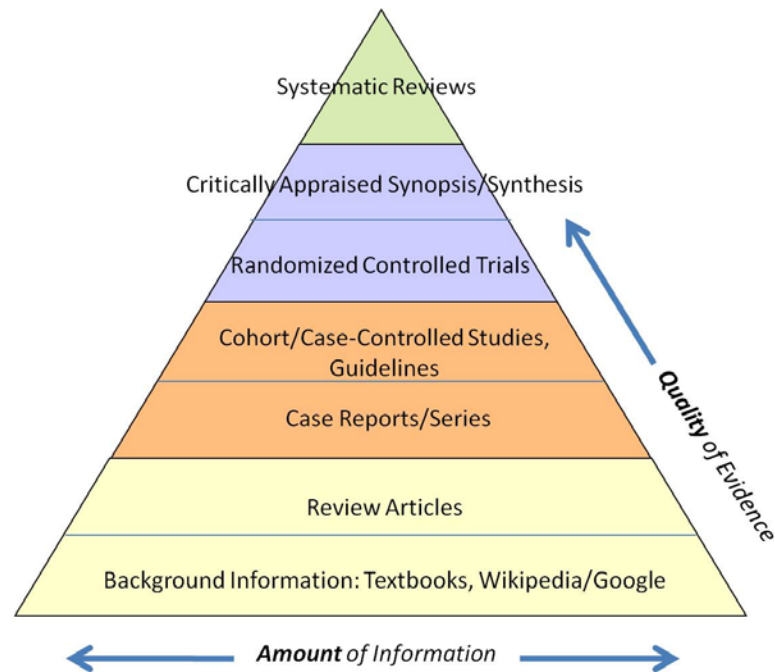 Systematic Reviews
Critically Appraised Synopsis/Synthesis
Randomized Controlled Trials
Cohort/Case-Controlled Studies,
Guidelines
Case Reports/Series
Review Articles
Background Information: Textbooks, Wikipedia/Google
Quality of Evidence
Amount of Information